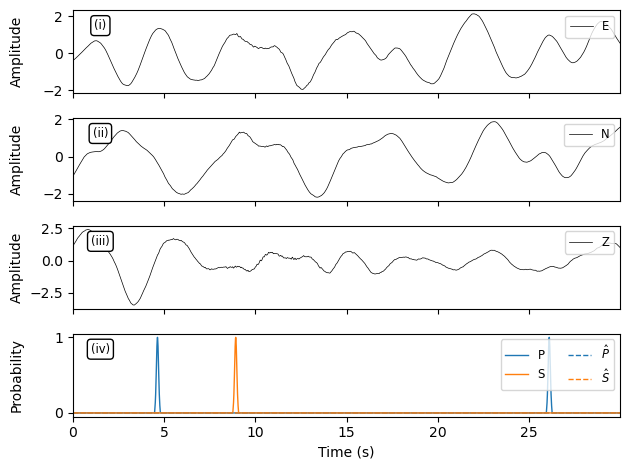 Amplitude
2
0
−2
(i)
E
Amplitude
2
0
−2
(ii)
N
Amplitude
2.5
0.0
−2.5
(iii)
Z
Probability
1
0
(iv)
P P̂
S Ŝ
0 5 10 15 20 25
Time (s)